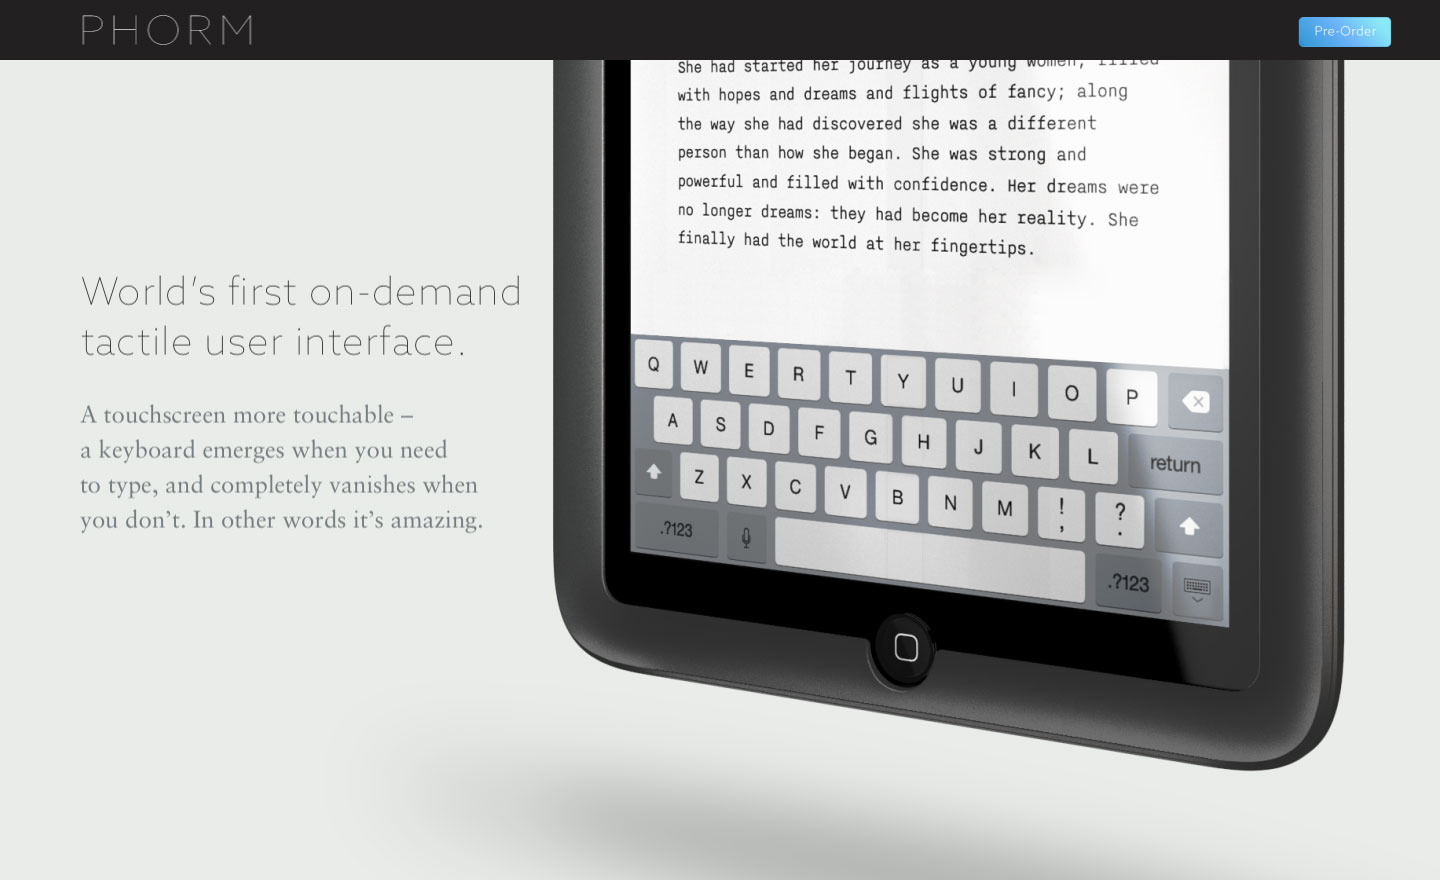 PHORM
Pre-Order
She had started her journey as a young women, filled
with hopes and dreams and flights of fancy; along
the way she had discovered she was a different
person than how she began. She was strong and
powerful and filled with confidence. Her dreams were
no longer dreams: they had become her reality. She
finally had the world at her fingertips.
World's first on-demand
tactile user interface.
A touchscreen more touchable –
a keyboard emerges when you need
to type, and completely vanishes when
you don't. In other words it's amazing.
Q W E R T Y U I O P
A S D F G H J K L return
Z X C V B N M ! , ? .
.?123 .?123